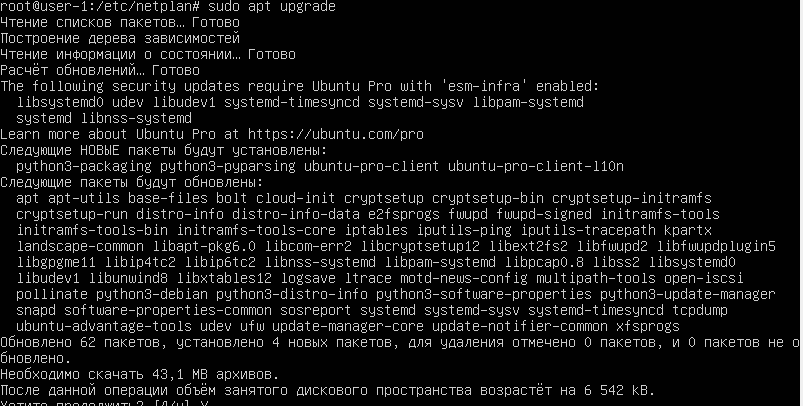 root@user-1:/etc/netplan# sudo apt upgrade
Чтение списков пакетов… Готово
Построение дерева зависимостей
Чтение информации о состоянии… Готово
Расчёт обновлений… Готово
The following security updates require Ubuntu Pro with 'esm-infra' enabled:
  libsystemd0 udev libudev1 systemd-timesyncd systemd-sysv libpam-systemd
  systemd libnss-systemd
Learn more about Ubuntu Pro at https://ubuntu.com/pro
Следующие НОВЫЕ пакеты будут установлены:
  python3-packaging python3-pyparsing ubuntu-pro-client ubuntu-pro-client-l10n
Следующие пакеты будут обновлены:
  apt apt-utils base-files bolt cloud-init cryptsetup cryptsetup-bin cryptsetup-initramfs
  cryptsetup-run distro-info distro-info-data e2fsprogs fwupd fwupd-signed initramfs-tools
  initramfs-tools-bin initramfs-tools-core iptables iputils-ping iputils-tracepath kpartx
  landscape-common libapt-pkg6.0 libcom-err2 libcryptsetup12 libext2fs2 libfwupd2 libfwupdplugin5
  libgpgme11 libip4tc2 libip6tc2 libnss-systemd libpam-systemd libpcap0.8 libss2 libsystemd0
  libudev1 libunwind8 libxtables12 logsave ltrace motd-news-config multipath-tools open-iscsi
  pollinate python3-debian python3-distro-info python3-software-properties python3-update-manager
  snapd software-properties-common sosreport systemd systemd-sysv systemd-timesyncd tcpdump
  ubuntu-advantage-tools udev ufw update-manager-core update-notifier-common xfsprogs
Обновлено 62 пакетов, установлено 4 новых пакетов, для удаления отмечено 0 пакетов, и 0 пакетов не о
бновлено.
Необходимо скачать 43,1 MB архивов.
После данной операции объём занятого дискового пространства возрастёт на 6 542 kB.
Хотите продолжить? [Д/н] Y